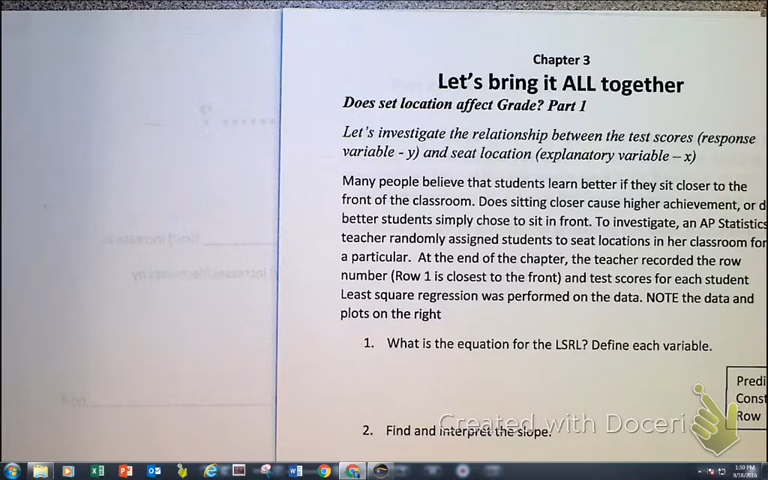 Chapter 3
Let's bring it ALL together
Does set location affect Grade? Part 1
Let's investigate the relationship between the test scores (response
variable - y) and seat location (explanatory variable – x)
Many people believe that students learn better if they sit closer to the
front of the classroom. Does sitting closer cause higher achievement, or d
better students simply chose to sit in front. To investigate, an AP Statistics
teacher randomly assigned students to seat locations in her classroom for
a particular. At the end of the chapter, the teacher recorded the row
number (Row 1 is closest to the front) and test scores for each student
Least square regression was performed on the data. NOTE the data and
plots on the right
1. What is the equation for the LSRL? Define each variable.
Predi
Const
Row
2. Find and interpret the slope.
Created with Doceri
1:50 PM